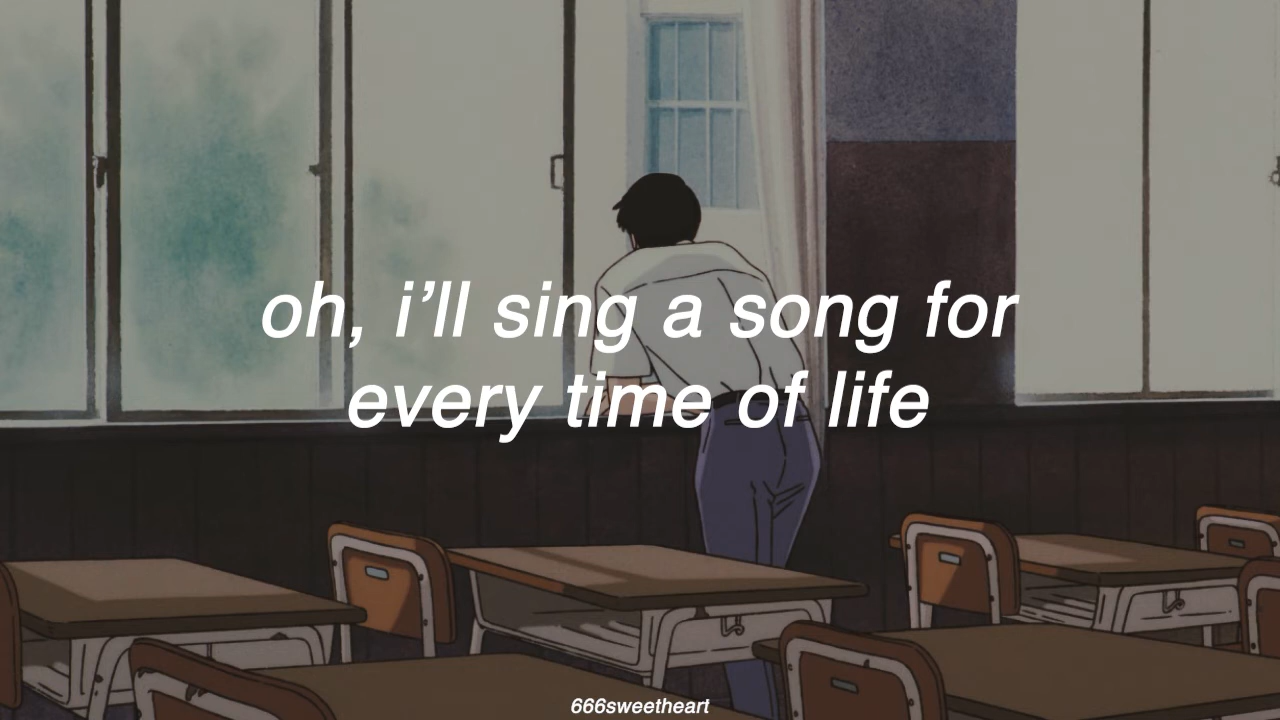 oh, i’ll sing a song for
every time of life
666sweetheart